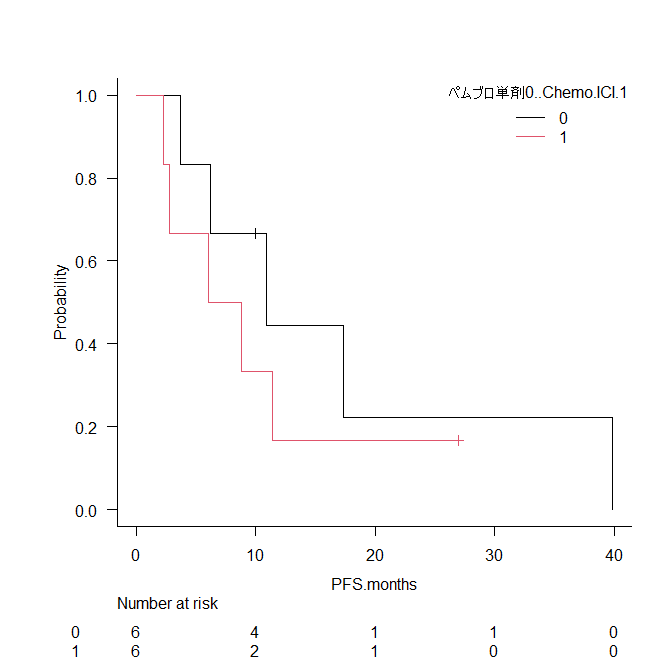 ペムブロ単剤0..Chemo.ICI.1
0
1
1.0
0.8
0.6
0.4
0.2
0.0
Probability
0 10 20 30 40
PFS.months
Number at risk
0 6 4 1 1 0
1 6 2 1 0 0